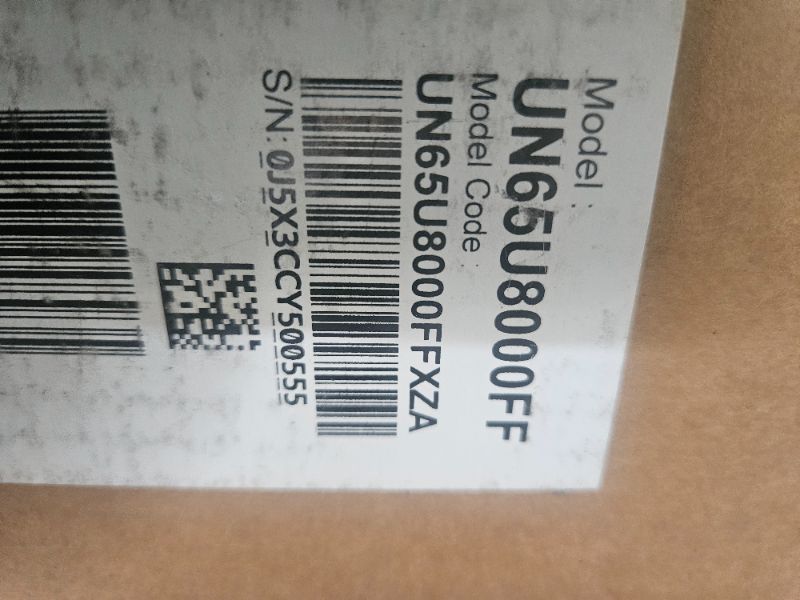 Model :
UN65U8000FF
Model Code :
UN65U8000FFXZA
S/N: 0J5X3CCY500555